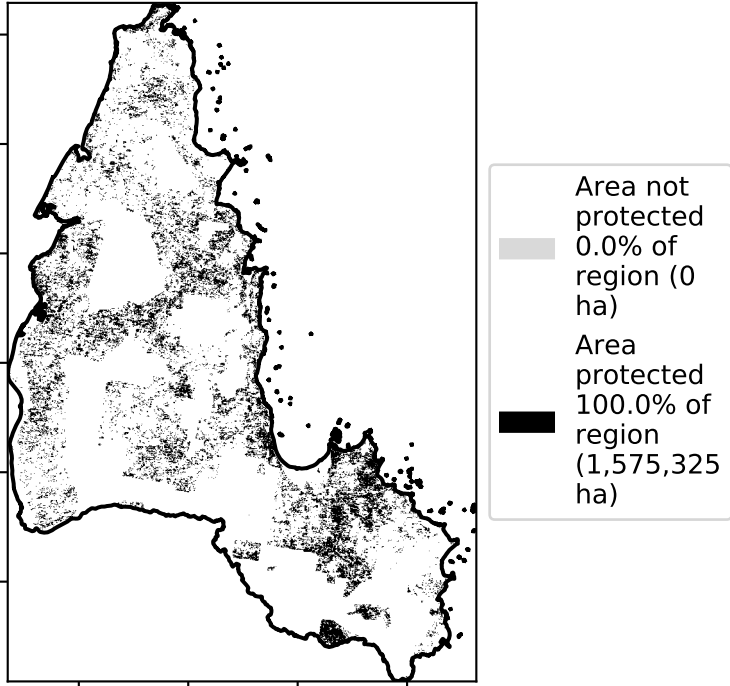 Area not
protected
0.0% of
region (0
ha)
Area
protected
100.0% of
region
(1,575,325
ha)